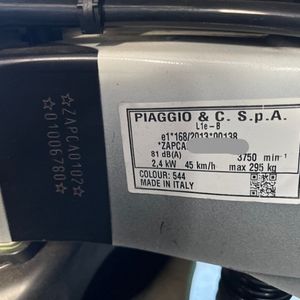 ☆ZAPCA0102☆
☆01006780☆
PIAGGIO & C. S.p.A.
L1e-B
e1*168/2013*00138
*ZAPCA
81 dB(A) 3750 min⁻¹
2,4 kW 45 km/h max 295 kg
COLOUR: 544
MADE IN ITALY